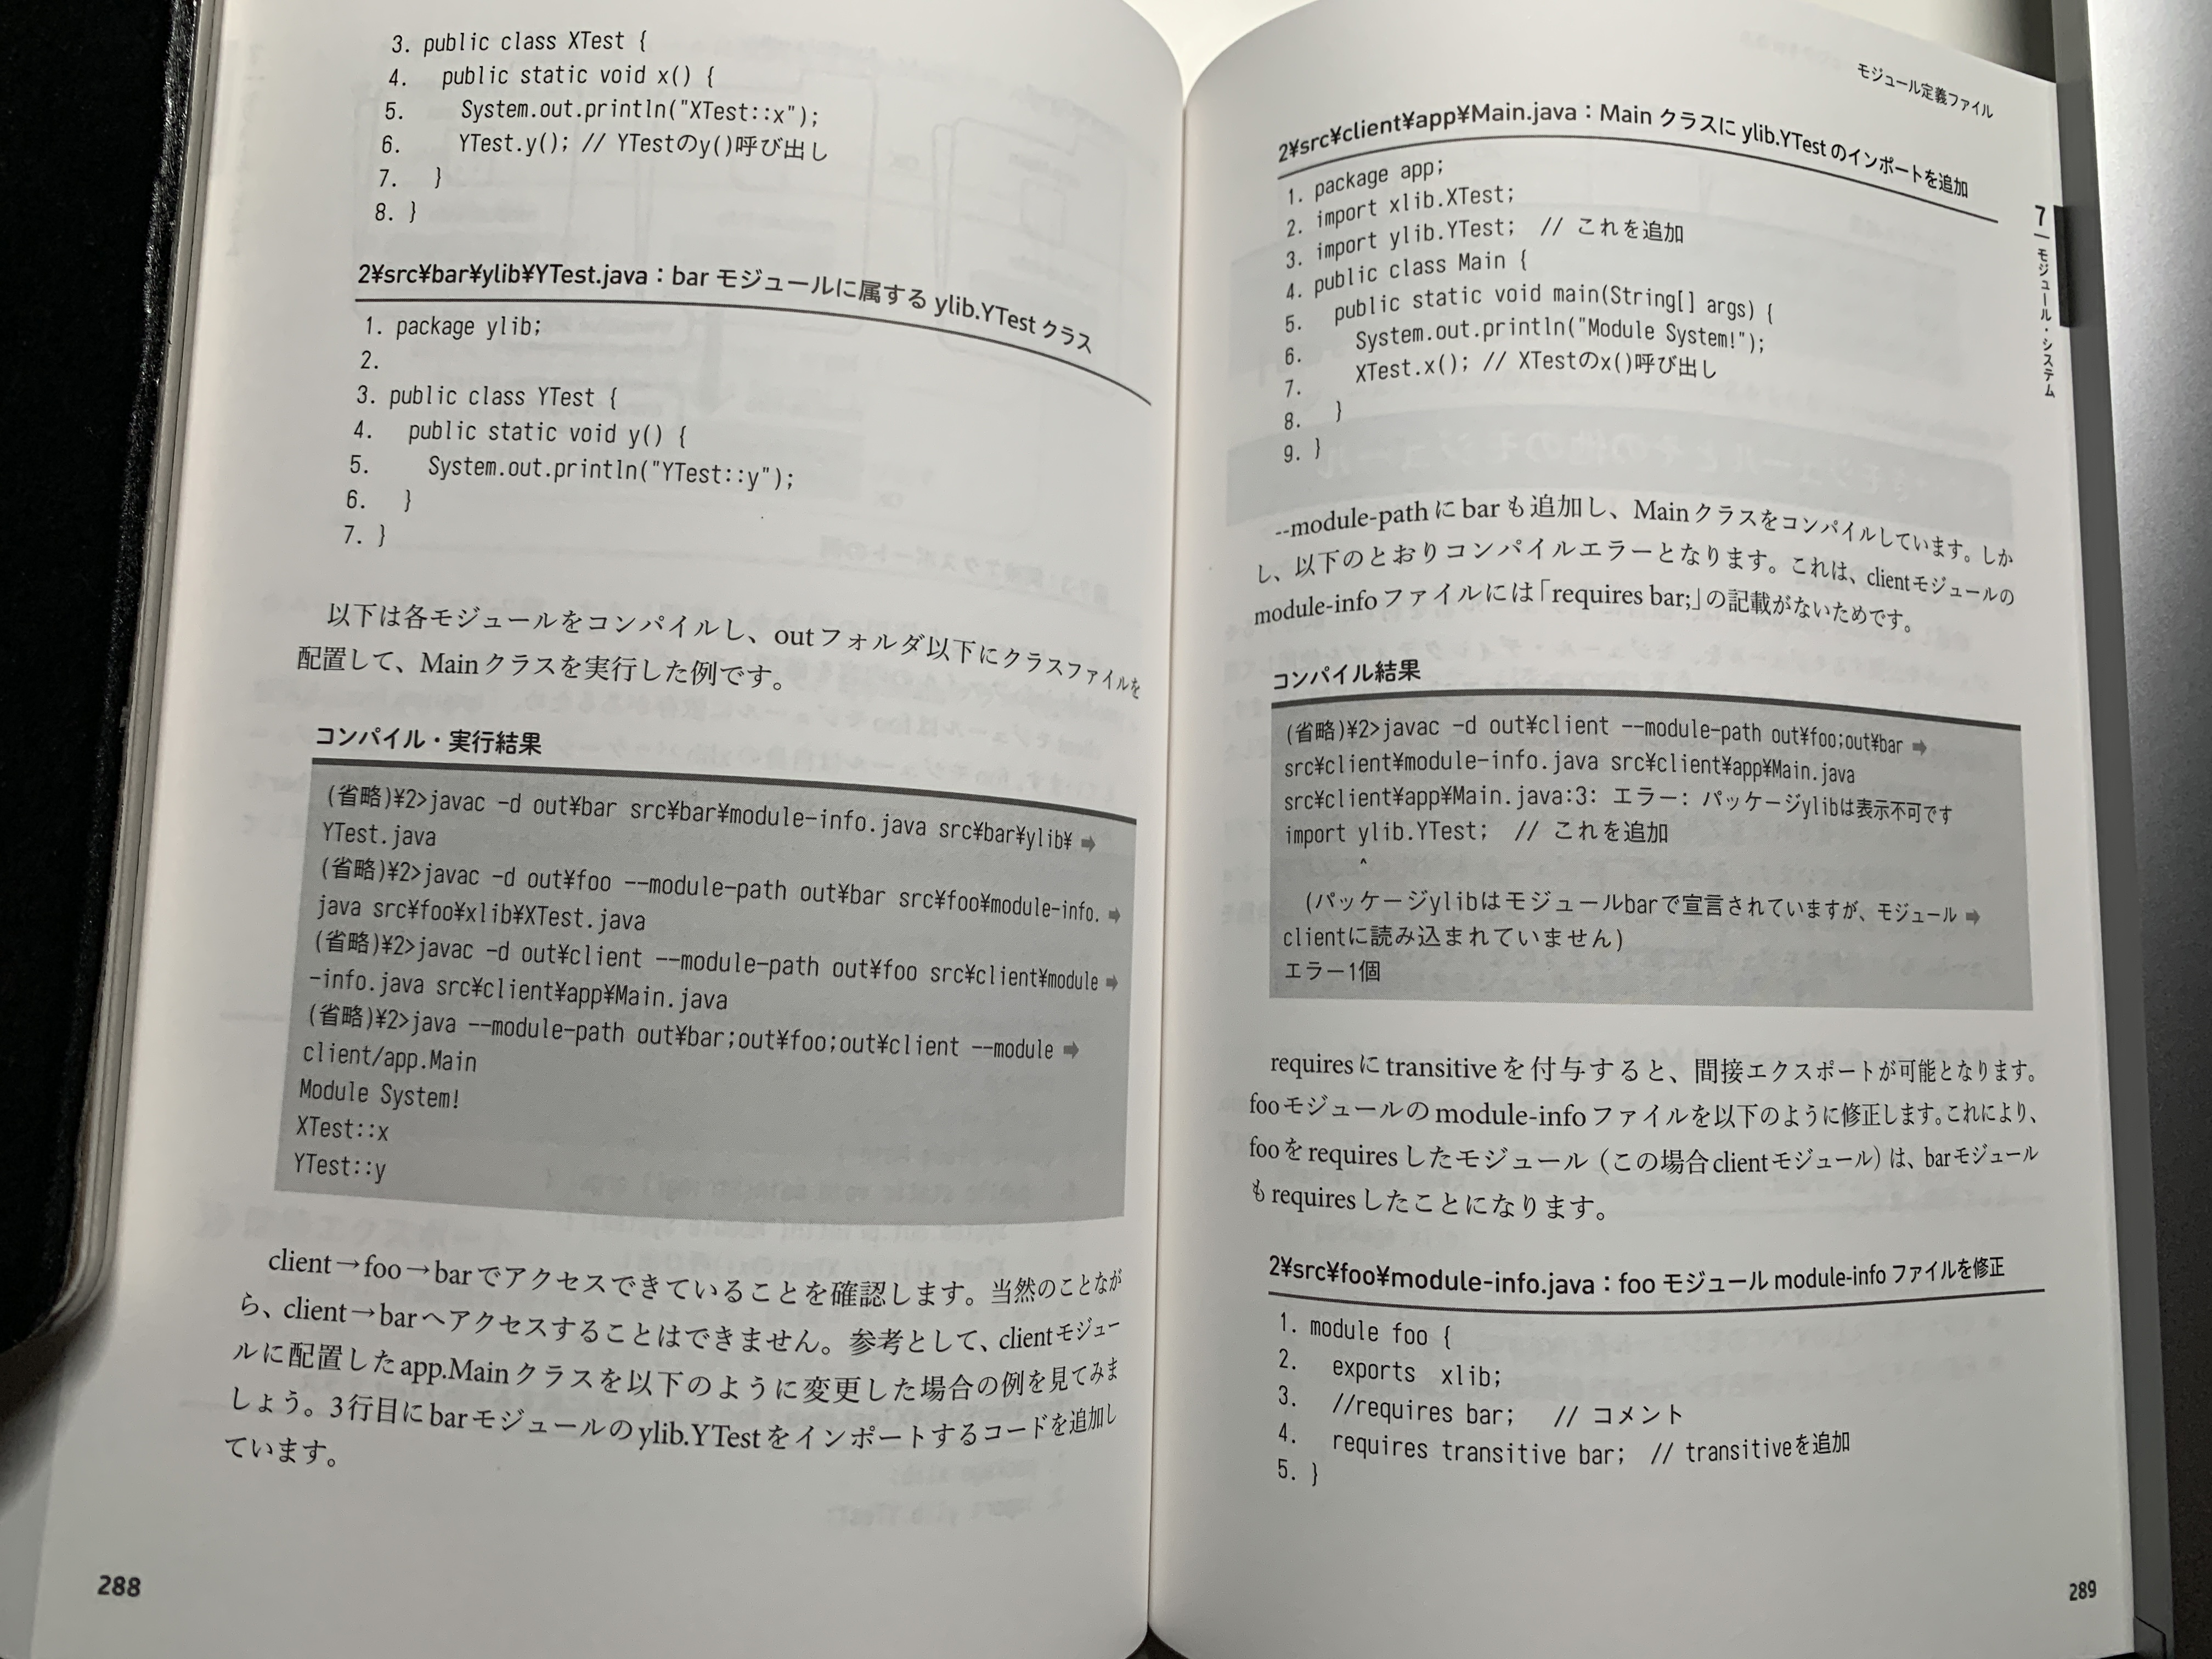 3. public class XTest {
4. public static void x() {
5. System.out.println("XTest::x");
6. YTest.y(); // YTestのy()呼び出し
7. }
8. }
2¥src¥bar¥ylib¥YTest.java：bar モジュールに属する ylib.YTest クラス
1. package ylib;
2.
3. public class YTest {
4. public static void y() {
5. System.out.println("YTest::y");
6. }
7. }
以下は各モジュールをコンパイルし、outフォルダ以下にクラスファイルを
配置して、Mainクラスを実行した例です。
コンパイル・実行結果
(省略)¥2>javac -d out¥bar src¥bar¥module-info.java src¥bar¥ylib¥ ➡
YTest.java
(省略)¥2>javac -d out¥foo --module-path out¥bar src¥foo¥module-info. ➡
java src¥foo¥xlib¥XTest.java
(省略)¥2>javac -d out¥client --module-path out¥foo src¥client¥module ➡
-info.java src¥client¥app¥Main.java
(省略)¥2>java --module-path out¥bar;out¥foo;out¥client --module ➡
client/app.Main
Module System!
XTest::x
YTest::y
client→foo→barでアクセスできていることを確認します。当然のことなが
ら、client→barへアクセスすることはできません。参考として、clientモジュー
ルに配置したapp.Mainクラスを以下のように変更した場合の例を見てみま
しょう。3行目にbarモジュールのylib.YTestをインポートするコードを追加し
ています。
288
モジュール定義ファイル
7 モジュール・システム
2¥src¥client¥app¥Main.java：Main クラスに ylib.YTest のインポートを追加
1. package app;
2. import xlib.XTest;
3. import ylib.YTest; // これを追加
4. public class Main {
5. public static void main(String[] args) {
6. System.out.println("Module System!");
7. XTest.x(); // XTestのx()呼び出し
8. }
9. }
--module-pathにbarも追加し、Mainクラスをコンパイルしています。しか
し、以下のとおりコンパイルエラーとなります。これは、clientモジュールの
module-infoファイルには「requires bar;」の記載がないためです。
コンパイル結果
(省略)¥2>javac -d out¥client --module-path out¥foo;out¥bar ➡
src¥client¥module-info.java src¥client¥app¥Main.java
src¥client¥app¥Main.java:3: エラー: パッケージylibは表示不可です
import ylib.YTest; // これを追加
^
(パッケージylibはモジュールbarで宣言されていますが、モジュール ➡
clientに読み込まれていません)
エラー1個
requiresにtransitiveを付与すると、間接エクスポートが可能となります。
fooモジュールのmodule-infoファイルを以下のように修正します。これにより、
fooをrequiresしたモジュール（この場合clientモジュール）は、barモジュール
もrequiresしたことになります。
2¥src¥foo¥module-info.java：foo モジュール module-info ファイルを修正
1. module foo {
2. exports xlib;
3. //requires bar; // コメント
4. requires transitive bar; // transitiveを追加
5. }
289